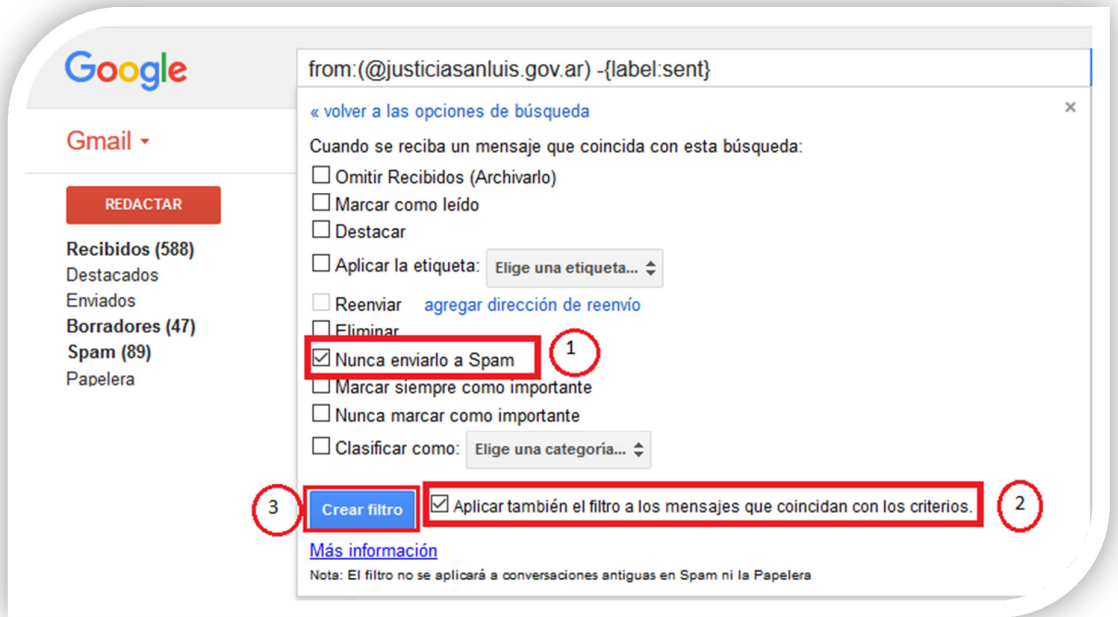 Google
from:(@justiciasanluis.gov.ar) -{label:sent}
« volver a las opciones de búsqueda
×
Gmail
Cuando se reciba un mensaje que coincida con esta búsqueda:
Omitir Recibidos (Archivarlo)
Marcar como leído
REDACTAR
Destacar
Recibidos (588)
Destacados
Enviados
Borradores (47)
Spam (89)
Papelera
Aplicar la etiqueta: Elige una etiqueta...
Reenviar agregar dirección de reenvío
Eliminar
Nunca enviarlo a Spam
1
Marcar siempre como importante
Nunca marcar como importante
Clasificar como: Elige una categoría...
3
Crear filtro
Aplicar también el filtro a los mensajes que coincidan con los criterios.
2
Más información
Nota: El filtro no se aplicará a conversaciones antiguas en Spam ni la Papelera